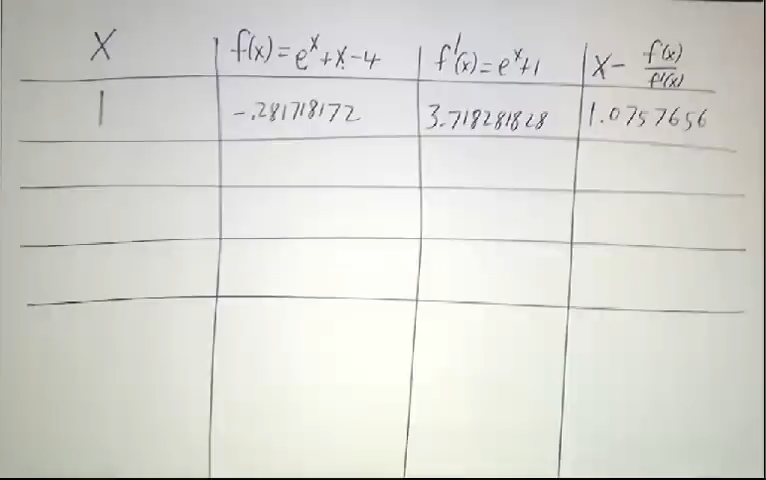 X f(x) = e^x + x - 4 f'(x) = e^x + 1 X - f(x)/f'(x)
1 -.281718172 3.718281828 1.0757656